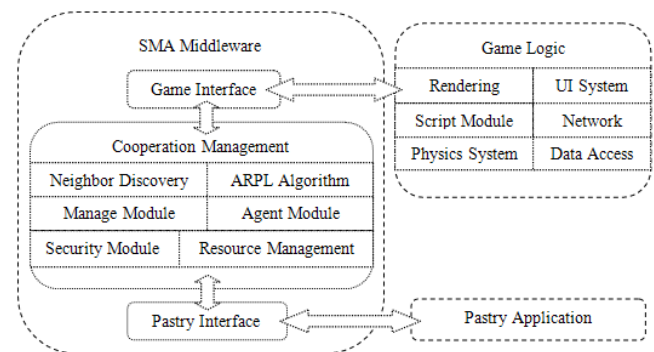 SMA Middleware
Game Interface
Cooperation Management
Neighbor Discovery ARPL Algorithm
Manage Module Agent Module
Security Module Resource Management
Pastry Interface
Game Logic
Rendering UI System
Script Module Network
Physics System Data Access
Pastry Application